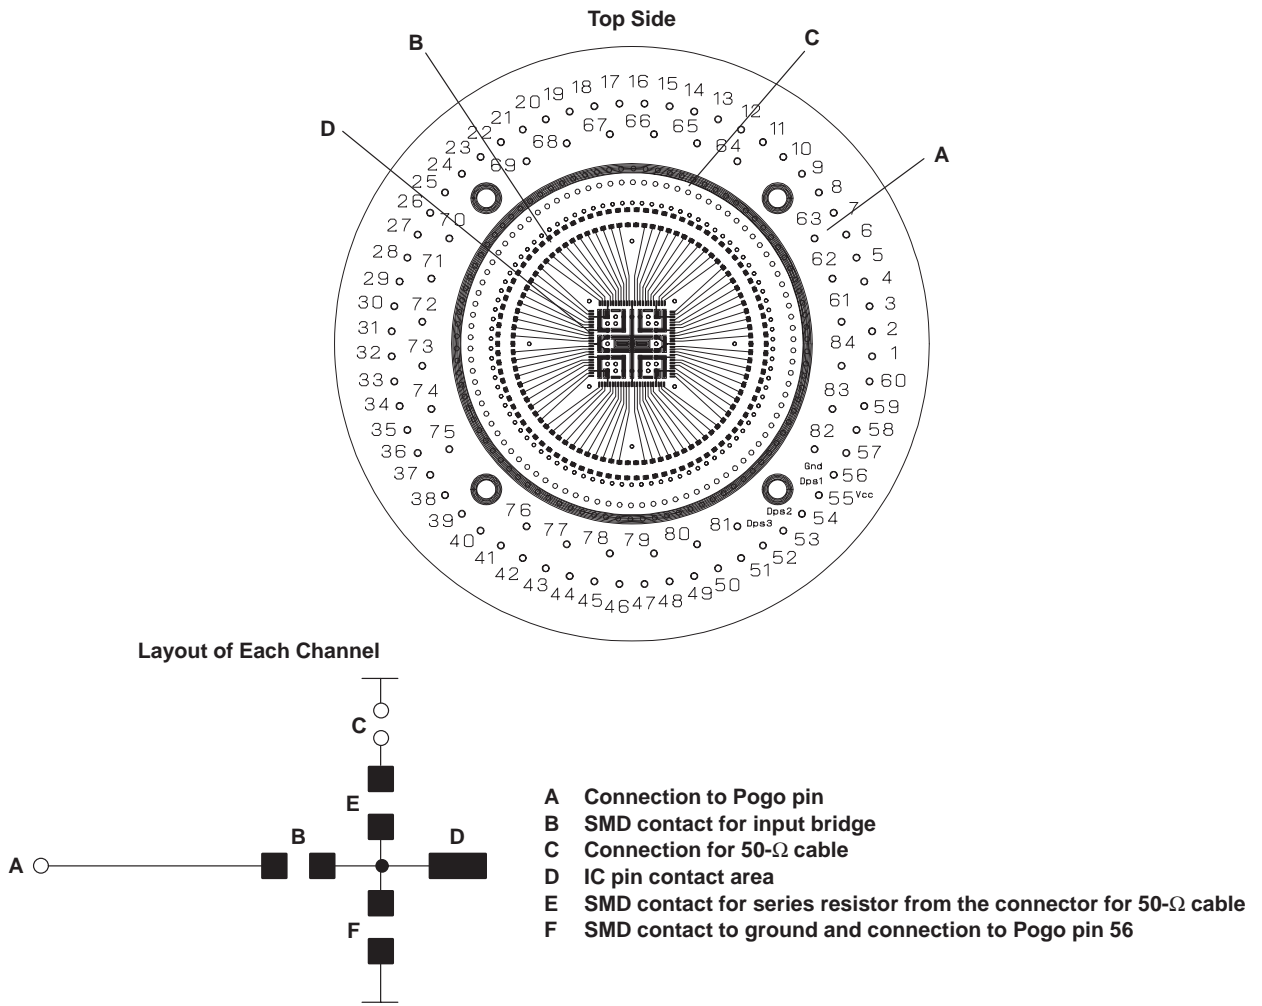 Top Side
B
C
D
A
17 16 15
18 14
19 13
20 12
21 67 66 65 11
22 68 64 10
23 69 9
24 8
25 7
26 70 63 6
27 62 5
28 71 4
29 61 3
30 72 2
31 84 1
32 73 60
33 83 59
34 74 58
35 75 82 57
36 Gnd 56
37 Dps1
38 55 Vcc
39 76 Dps2 54
40 77 78 79 80 81 Dps3 53
41 52
42 51
43 50
44 49
45 46 47 48
Layout of Each Channel
C
E
B
D
A
F
A Connection to Pogo pin
B SMD contact for input bridge
C Connection for 50-Ω cable
D IC pin contact area
E SMD contact for series resistor from the connector for 50-Ω cable
F SMD contact to ground and connection to Pogo pin 56